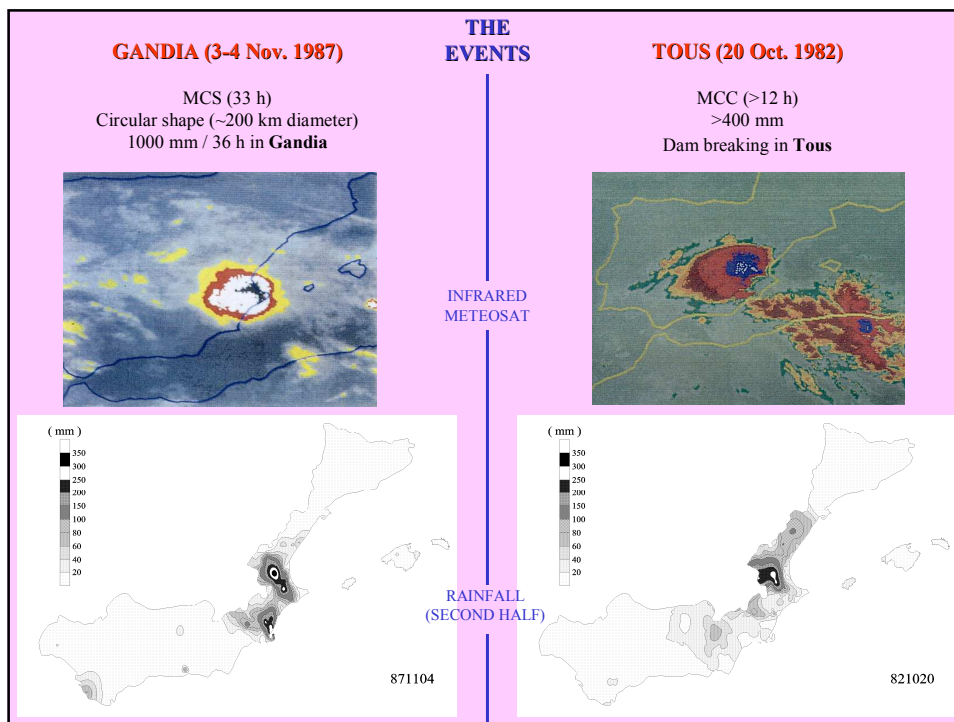 THE
EVENTS
GANDIA (3-4 Nov. 1987)
MCS (33 h)
Circular shape (~200 km diameter)
1000 mm / 36 h in Gandia
TOUS (20 Oct. 1982)
MCC (>12 h)
>400 mm
Dam breaking in Tous
INFRARED
METEOSAT
( mm )
350
300
250
200
150
100
80
60
40
20
871104
RAINFALL
(SECOND HALF)
( mm )
350
300
250
200
150
100
80
60
40
20
821020